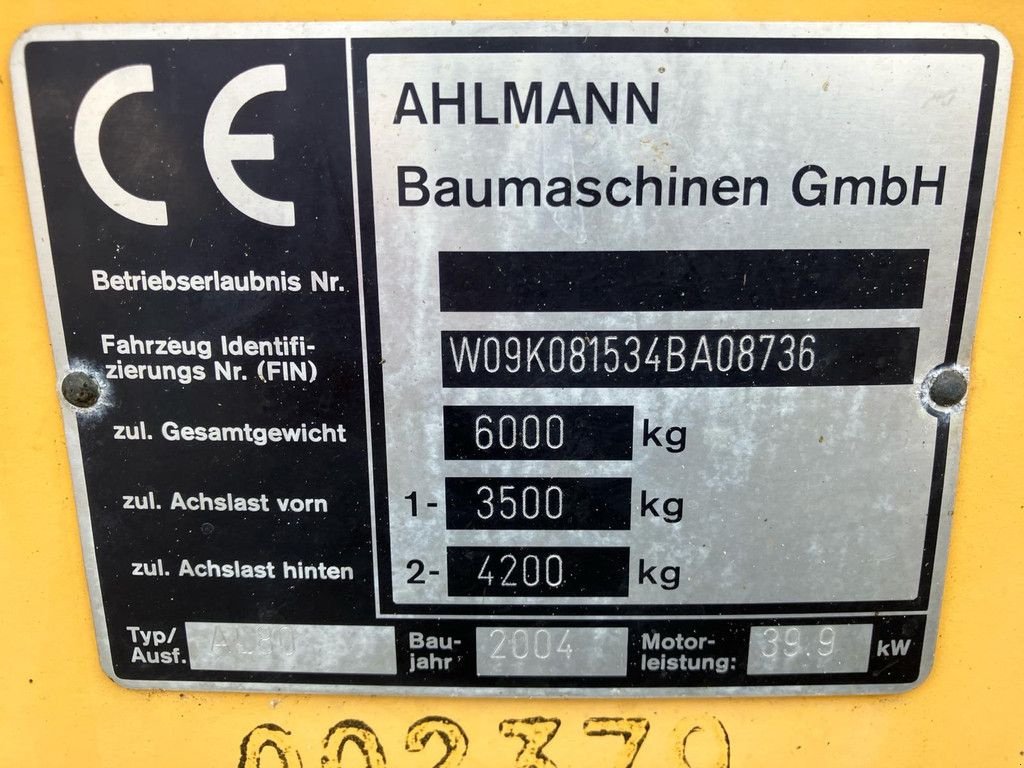 CE
AHLMANN
Baumaschinen GmbH
Betriebserlaubnis Nr.
Fahrzeug Identifi-
zierungs Nr. (FIN) W09K081534BA08736
zul. Gesamtgewicht 6000 kg
zul. Achslast vorn 1- 3500 kg
zul. Achslast hinten 2- 4200 kg
Typ/
Ausf. AL80
Bau-
jahr 2004
Motor-
leistung: 39.9 kW
002379